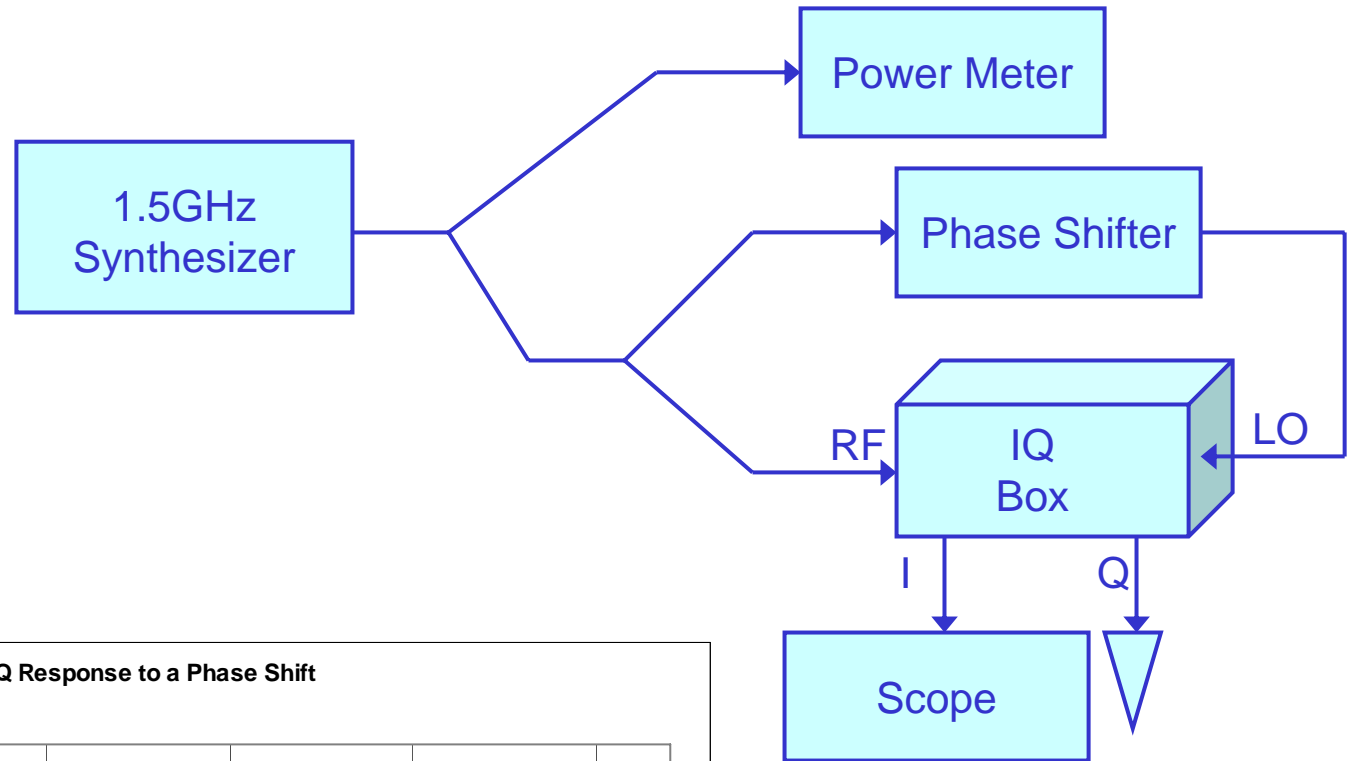 Power Meter
1.5GHz
Synthesizer
Phase Shifter
RF
IQ
Box
LO
I
Q
Scope
Q Response to a Phase Shift